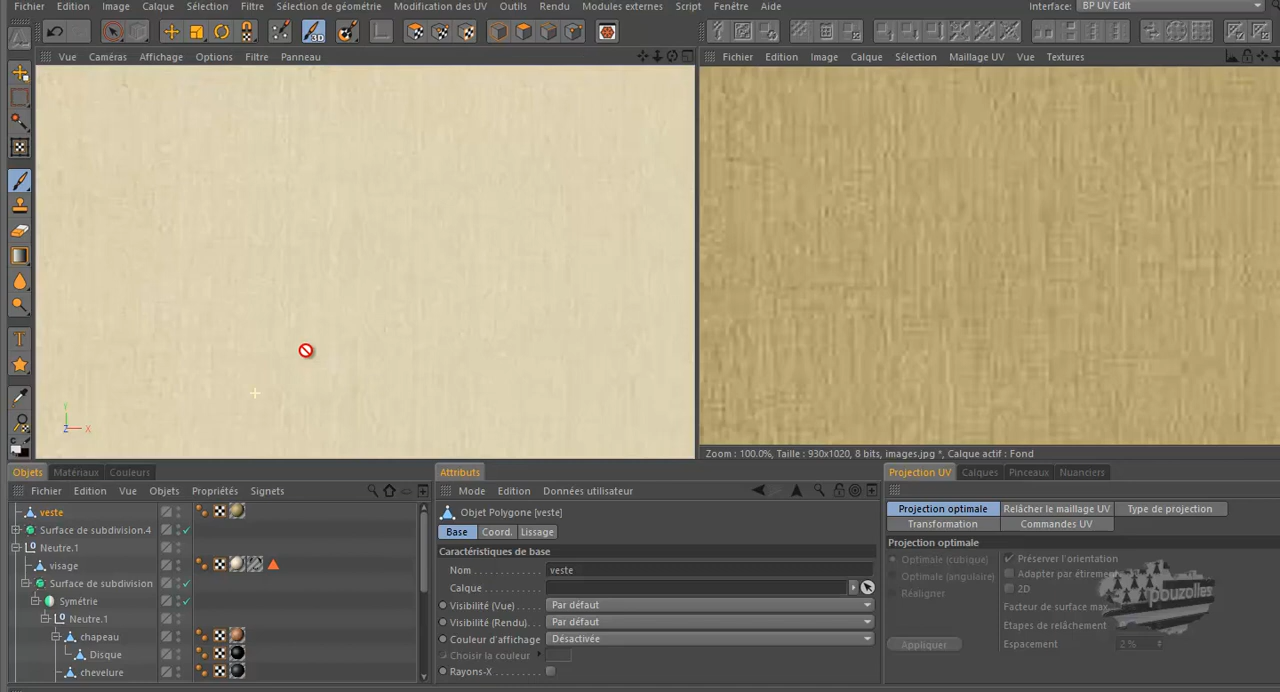 Fichier Edition Image Calque Sélection Filtre Sélection de géométrie Modification des UV Outils Rendu Modules externes Script Fenêtre Aide Interface: BP UV Edit
3D
Vue Caméras Affichage Options Filtre Panneau
Fichier Edition Image Calque Sélection Maillage UV Vue Textures
Y
Z X
Zoom : 100.0%, Taille : 930x1020, 8 bits, images.jpg *, Calque actif : Fond
Objets Matériaux Couleurs
Fichier Edition Vue Objets Propriétés Signets
veste
Surface de subdivision.4
Neutre.1
visage
Surface de subdivision
Symétrie
Neutre.1
chapeau
Disque
chevelure
Attributs
Mode Edition Données utilisateur
Objet Polygone [veste]
Base Coord. Lissage
Caractéristiques de base
Nom veste
Calque
Visibilité (Vue) Par défaut
Visibilité (Rendu) Par défaut
Couleur d'affichage Désactivée
Choisir la couleur
Rayons-X
Projection UV Calques Pinceaux Nuanciers
Projection optimale Relâcher le maillage UV Type de projection
Transformation Commandes UV
Projection optimale
Optimale (cubique) Préserver l'orientation
Optimale (angulaire) Adapter par étirement
Réaligner 2D
Facteur de surface max
Etapes de relâchement
Appliquer Espacement 2 %
pbuzolles